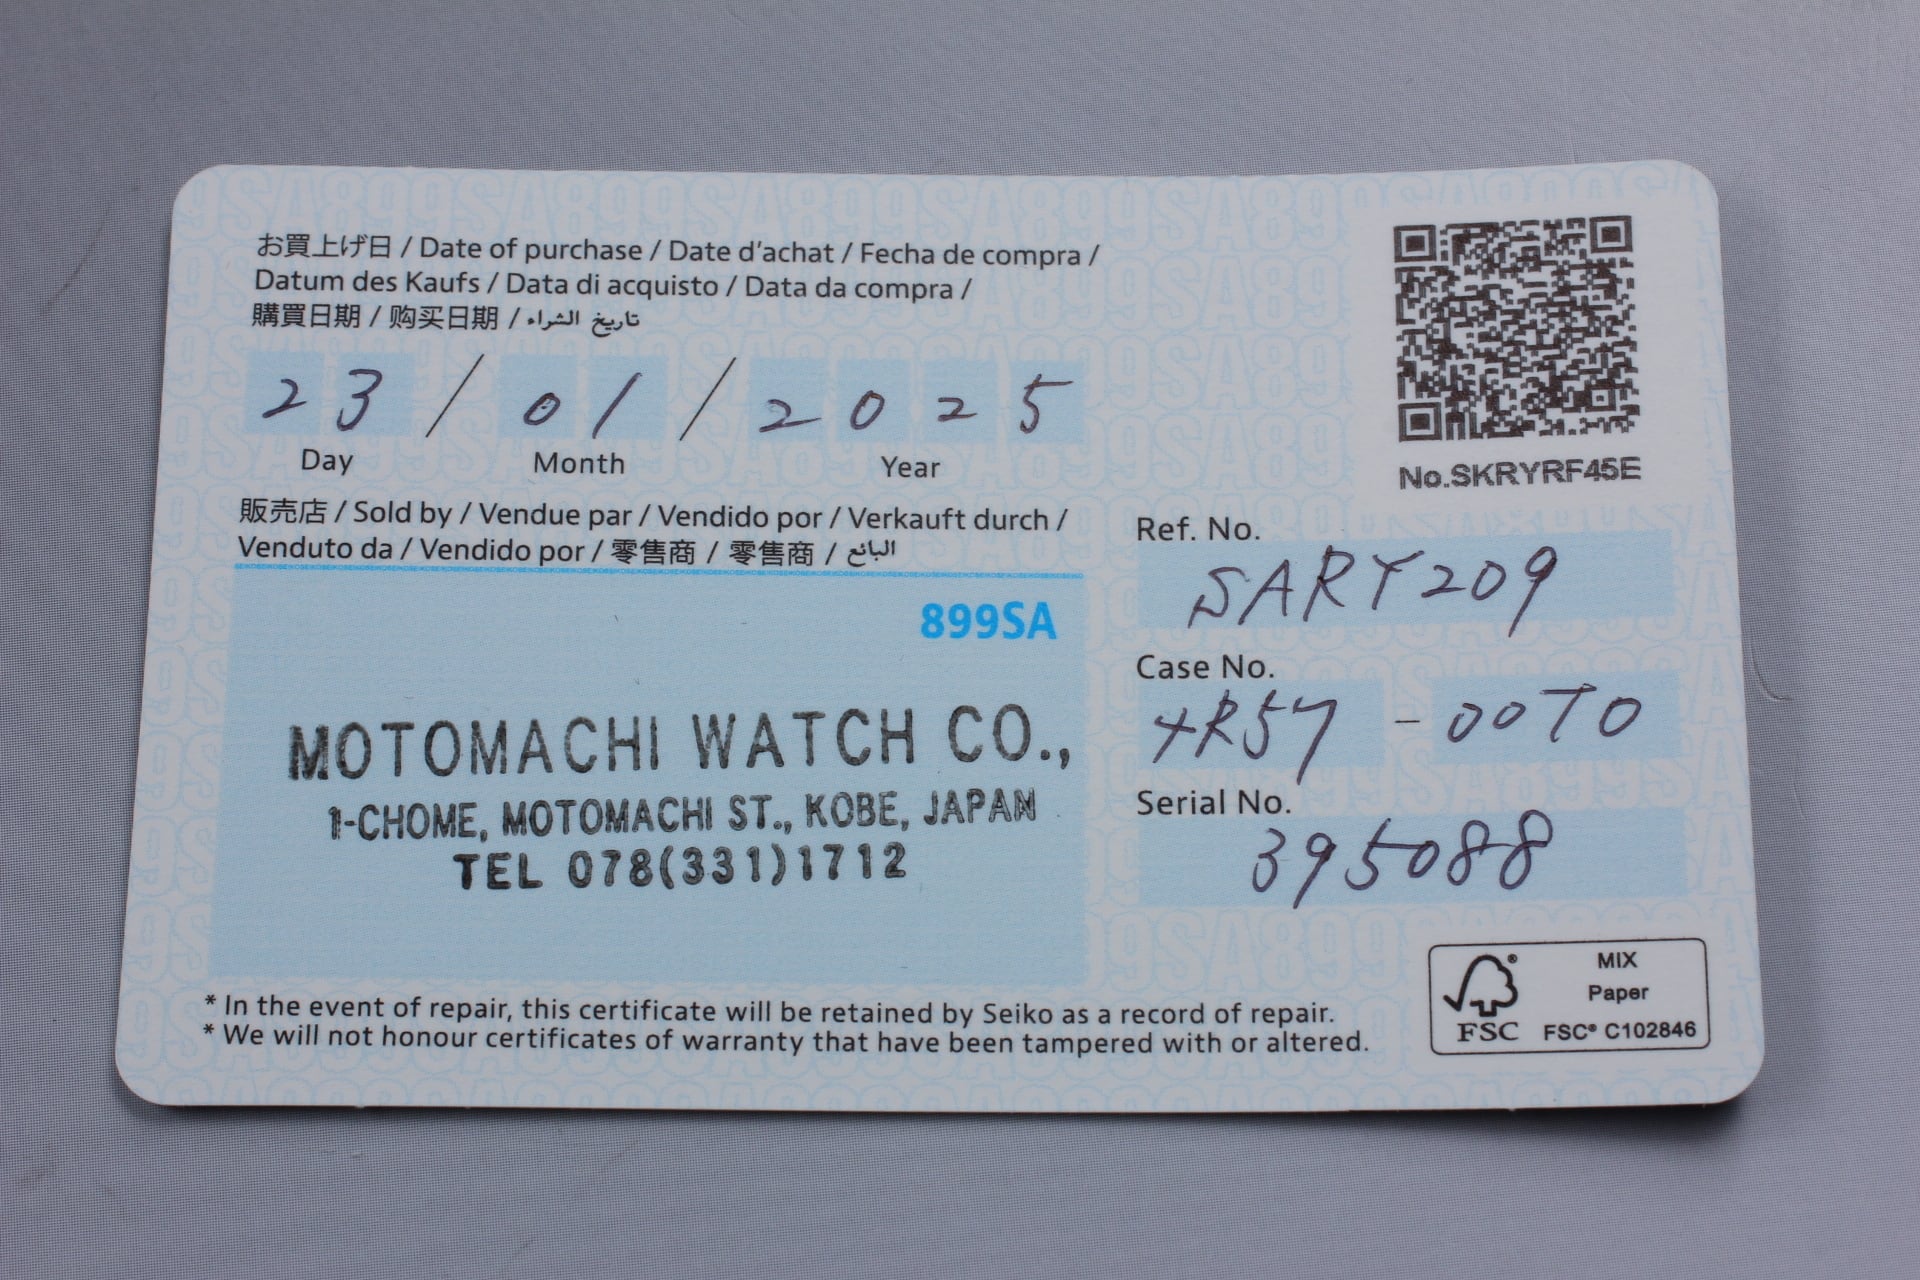 お買上げ日 / Date of purchase / Date d'achat / Fecha de compra /
Datum des Kaufs / Data di acquisto / Data da compra /
購買日期 / 购买日期 / تاريخ الشراء
23 / 01 / 2025
Day Month Year
販売店 / Sold by / Vendue par / Vendido por / Verkauft durch /
Venduto da / Vendido por / 零售商 / 零售商 / البائع
899SA
MOTOMACHI WATCH CO.,
1-CHOME, MOTOMACHI ST., KOBE, JAPAN
TEL 078(331)1712
No.SKRYRF45E
Ref. No.
SARY209
Case No.
4R57 - 00T0
Serial No.
395088
* In the event of repair, this certificate will be retained by Seiko as a record of repair.
* We will not honour certificates of warranty that have been tampered with or altered.
FSC®
MIX
Paper
FSC® C102846